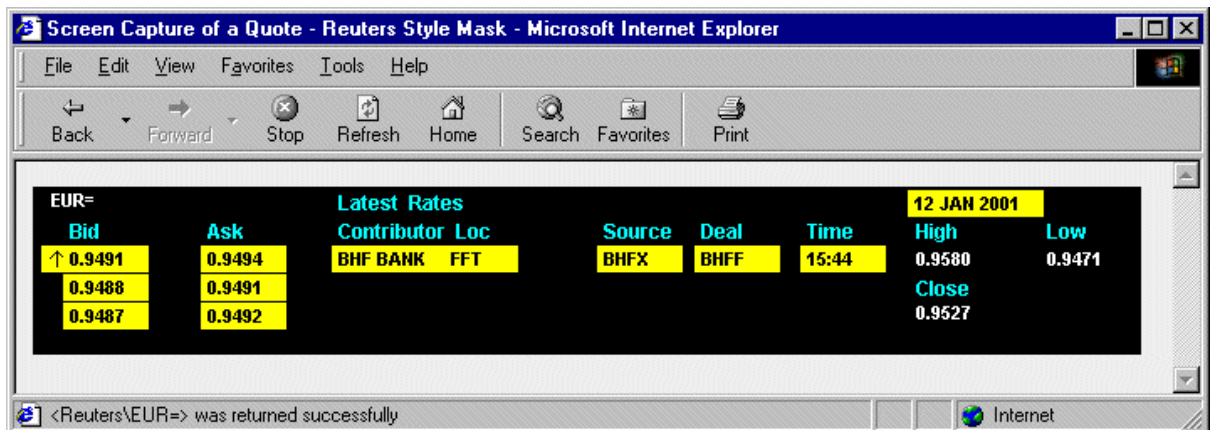 Screen Capture of a Quote - Reuters Style Mask - Microsoft Internet Explorer
File Edit View Favorites Tools Help
Back Forward Stop Refresh Home Search Favorites Print
EUR= Latest Rates 12 JAN 2001
Bid Ask Contributor Loc Source Deal Time High Low
↑ 0.9491 0.9494 BHF BANK FFT BHFX BHFF 15:44 0.9580 0.9471
0.9488 0.9491 Close
0.9487 0.9492 0.9527
<Reuters\EUR=> was returned successfully Internet